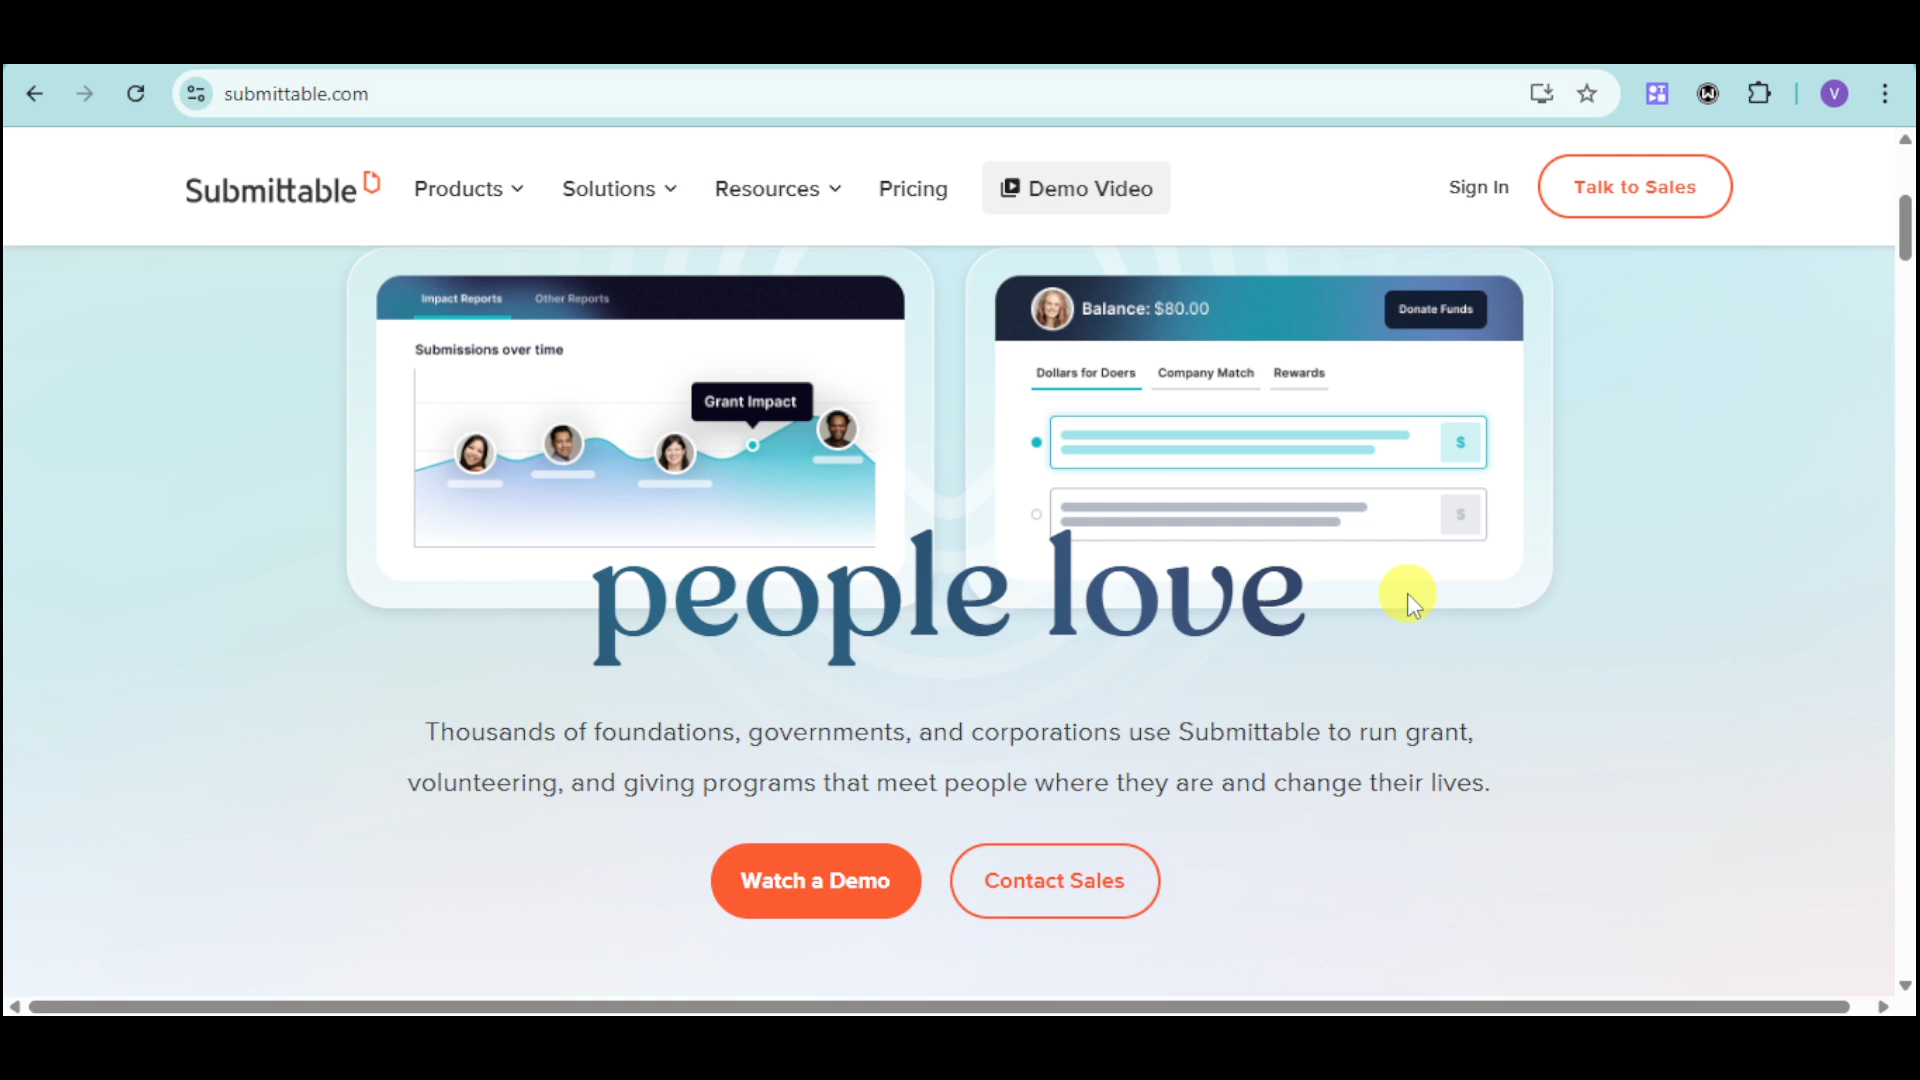 submittable.com
V
Submittable
Products
Solutions
Resources
Pricing
Demo Video
Sign In
Talk to Sales
Impact Reports
Other Reports
Submissions over time
Grant Impact
Balance: $80.00
Donate Funds
Dollars for Doers
Company Match
Rewards
$
$
people love
Thousands of foundations, governments, and corporations use Submittable to run grant,
volunteering, and giving programs that meet people where they are and change their lives.
Watch a Demo
Contact Sales